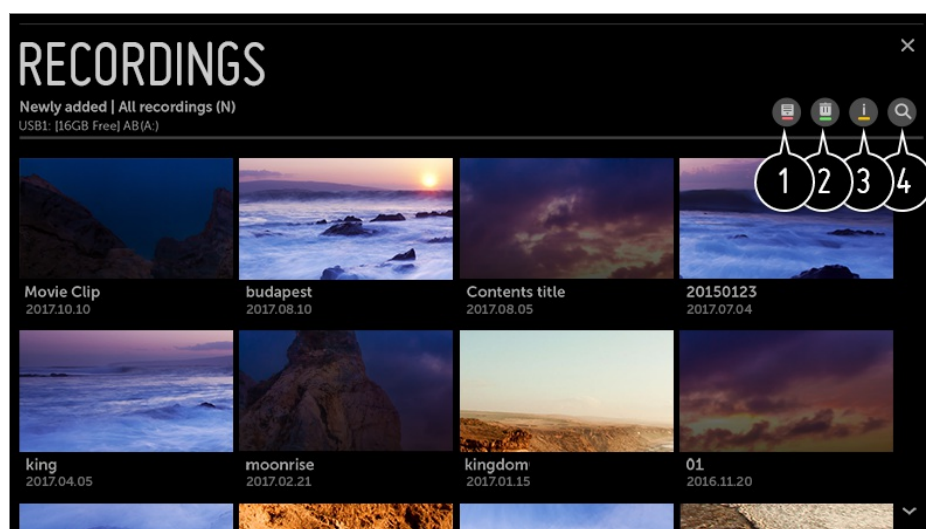 RECORDINGS
Newly added | All recordings (N)
USB1: [16GB Free] AB(A:)
1 2 3 4
Movie Clip budapest Contents title 20150123
2017.10.10 2017.08.10 2017.08.05 2017.07.04
king moonrise kingdom 01
2017.04.05 2017.02.21 2017.01.15 2016.11.20